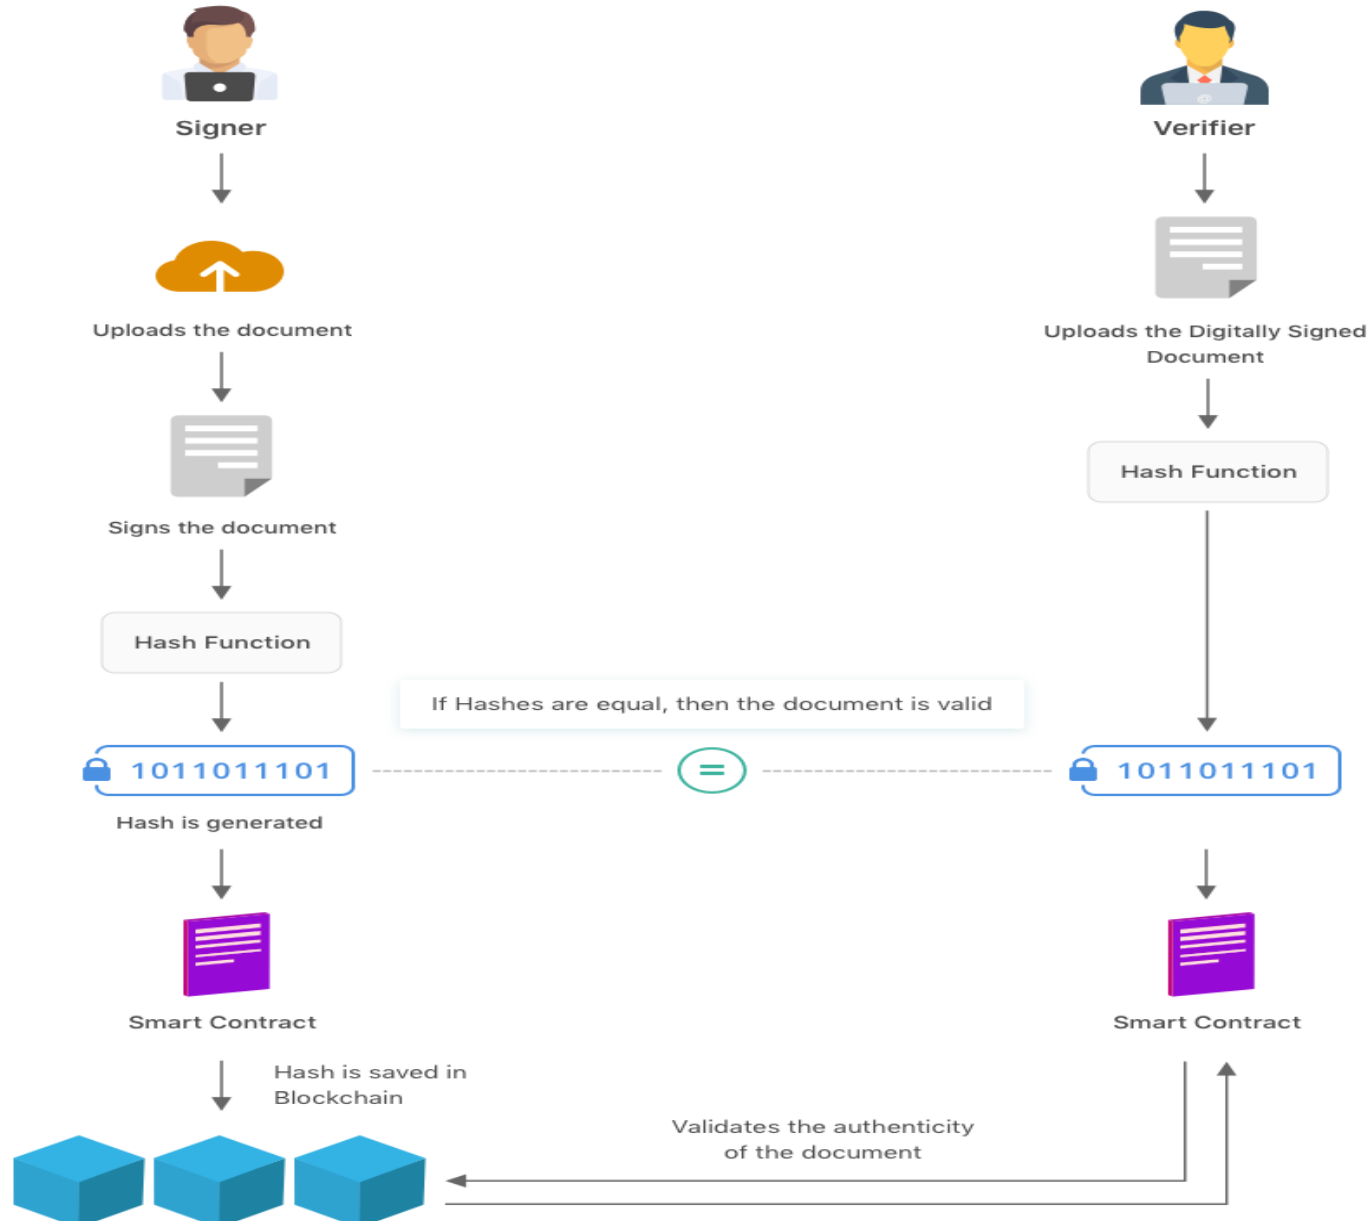 Signer
Uploads the document
Signs the document
Hash Function
1011011101
Hash is generated
Smart Contract
Hash is saved in
Blockchain
If Hashes are equal, then the document is valid
=
Verifier
Uploads the Digitally Signed
Document
Hash Function
1011011101
Smart Contract
Validates the authenticity
of the document